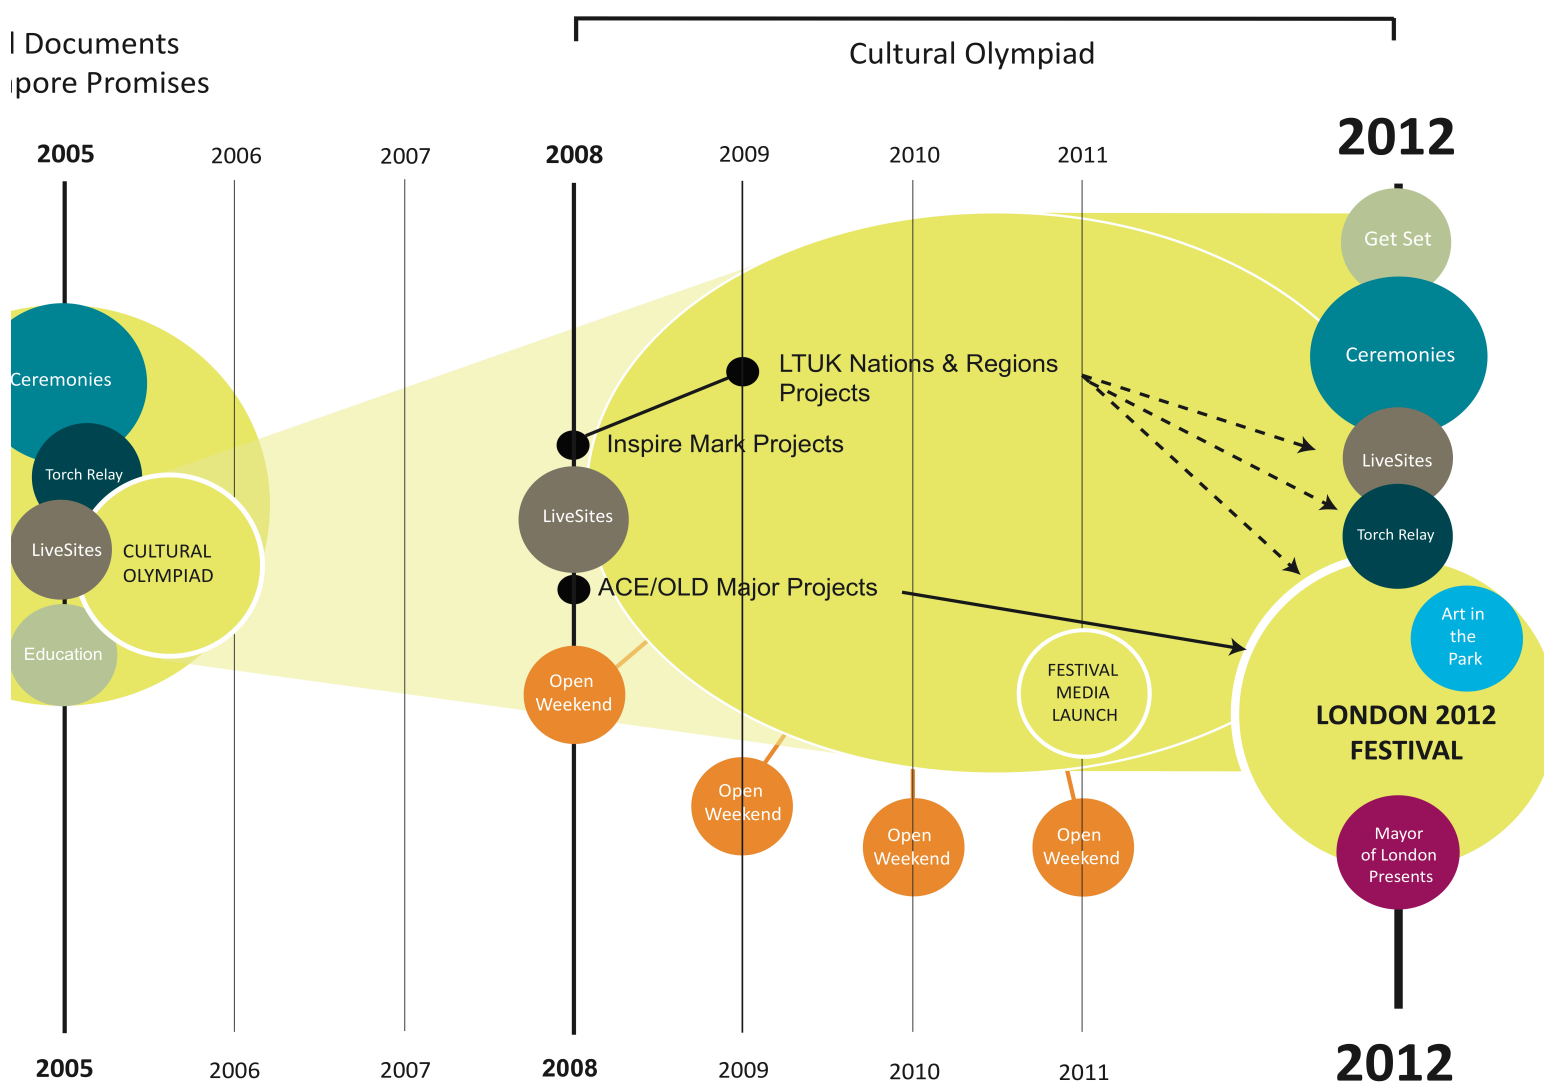 Documents
Promises
Cultural Olympiad
2005
2006
2007
2008
2009
2010
2011
2012
Get Set
Ceremonies
LiveSites
Torch Relay
Art in
the
Park
LONDON 2012
FESTIVAL
Mayor
of London
Presents
Ceremonies
Torch Relay
LiveSites
CULTURAL
OLYMPIAD
Education
LTUK Nations & Regions
Projects
Inspire Mark Projects
LiveSites
ACE/OLD Major Projects
Open
Weekend
Open
Weekend
Open
Weekend
Open
Weekend
FESTIVAL
MEDIA
LAUNCH
2005
2006
2007
2008
2009
2010
2011
2012